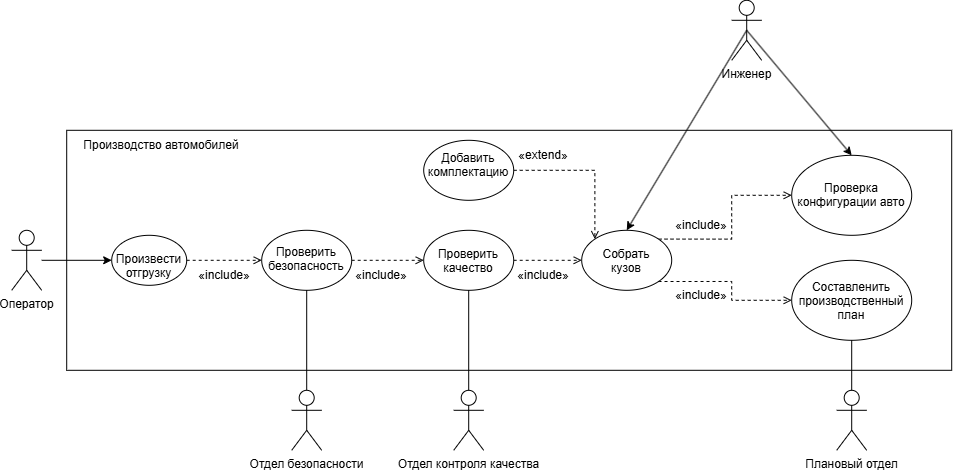 Инженер
Производство автомобилей
Добавить
комплектацию
«extend»
Проверка
конфигурации авто
«include»
Оператор
Произвести
отгрузку
«include»
Проверить
безопасность
«include»
Проверить
качество
«include»
Собрать
кузов
«include»
Составленить
производственный
план
Отдел безопасности
Отдел контроля качества
Плановый отдел